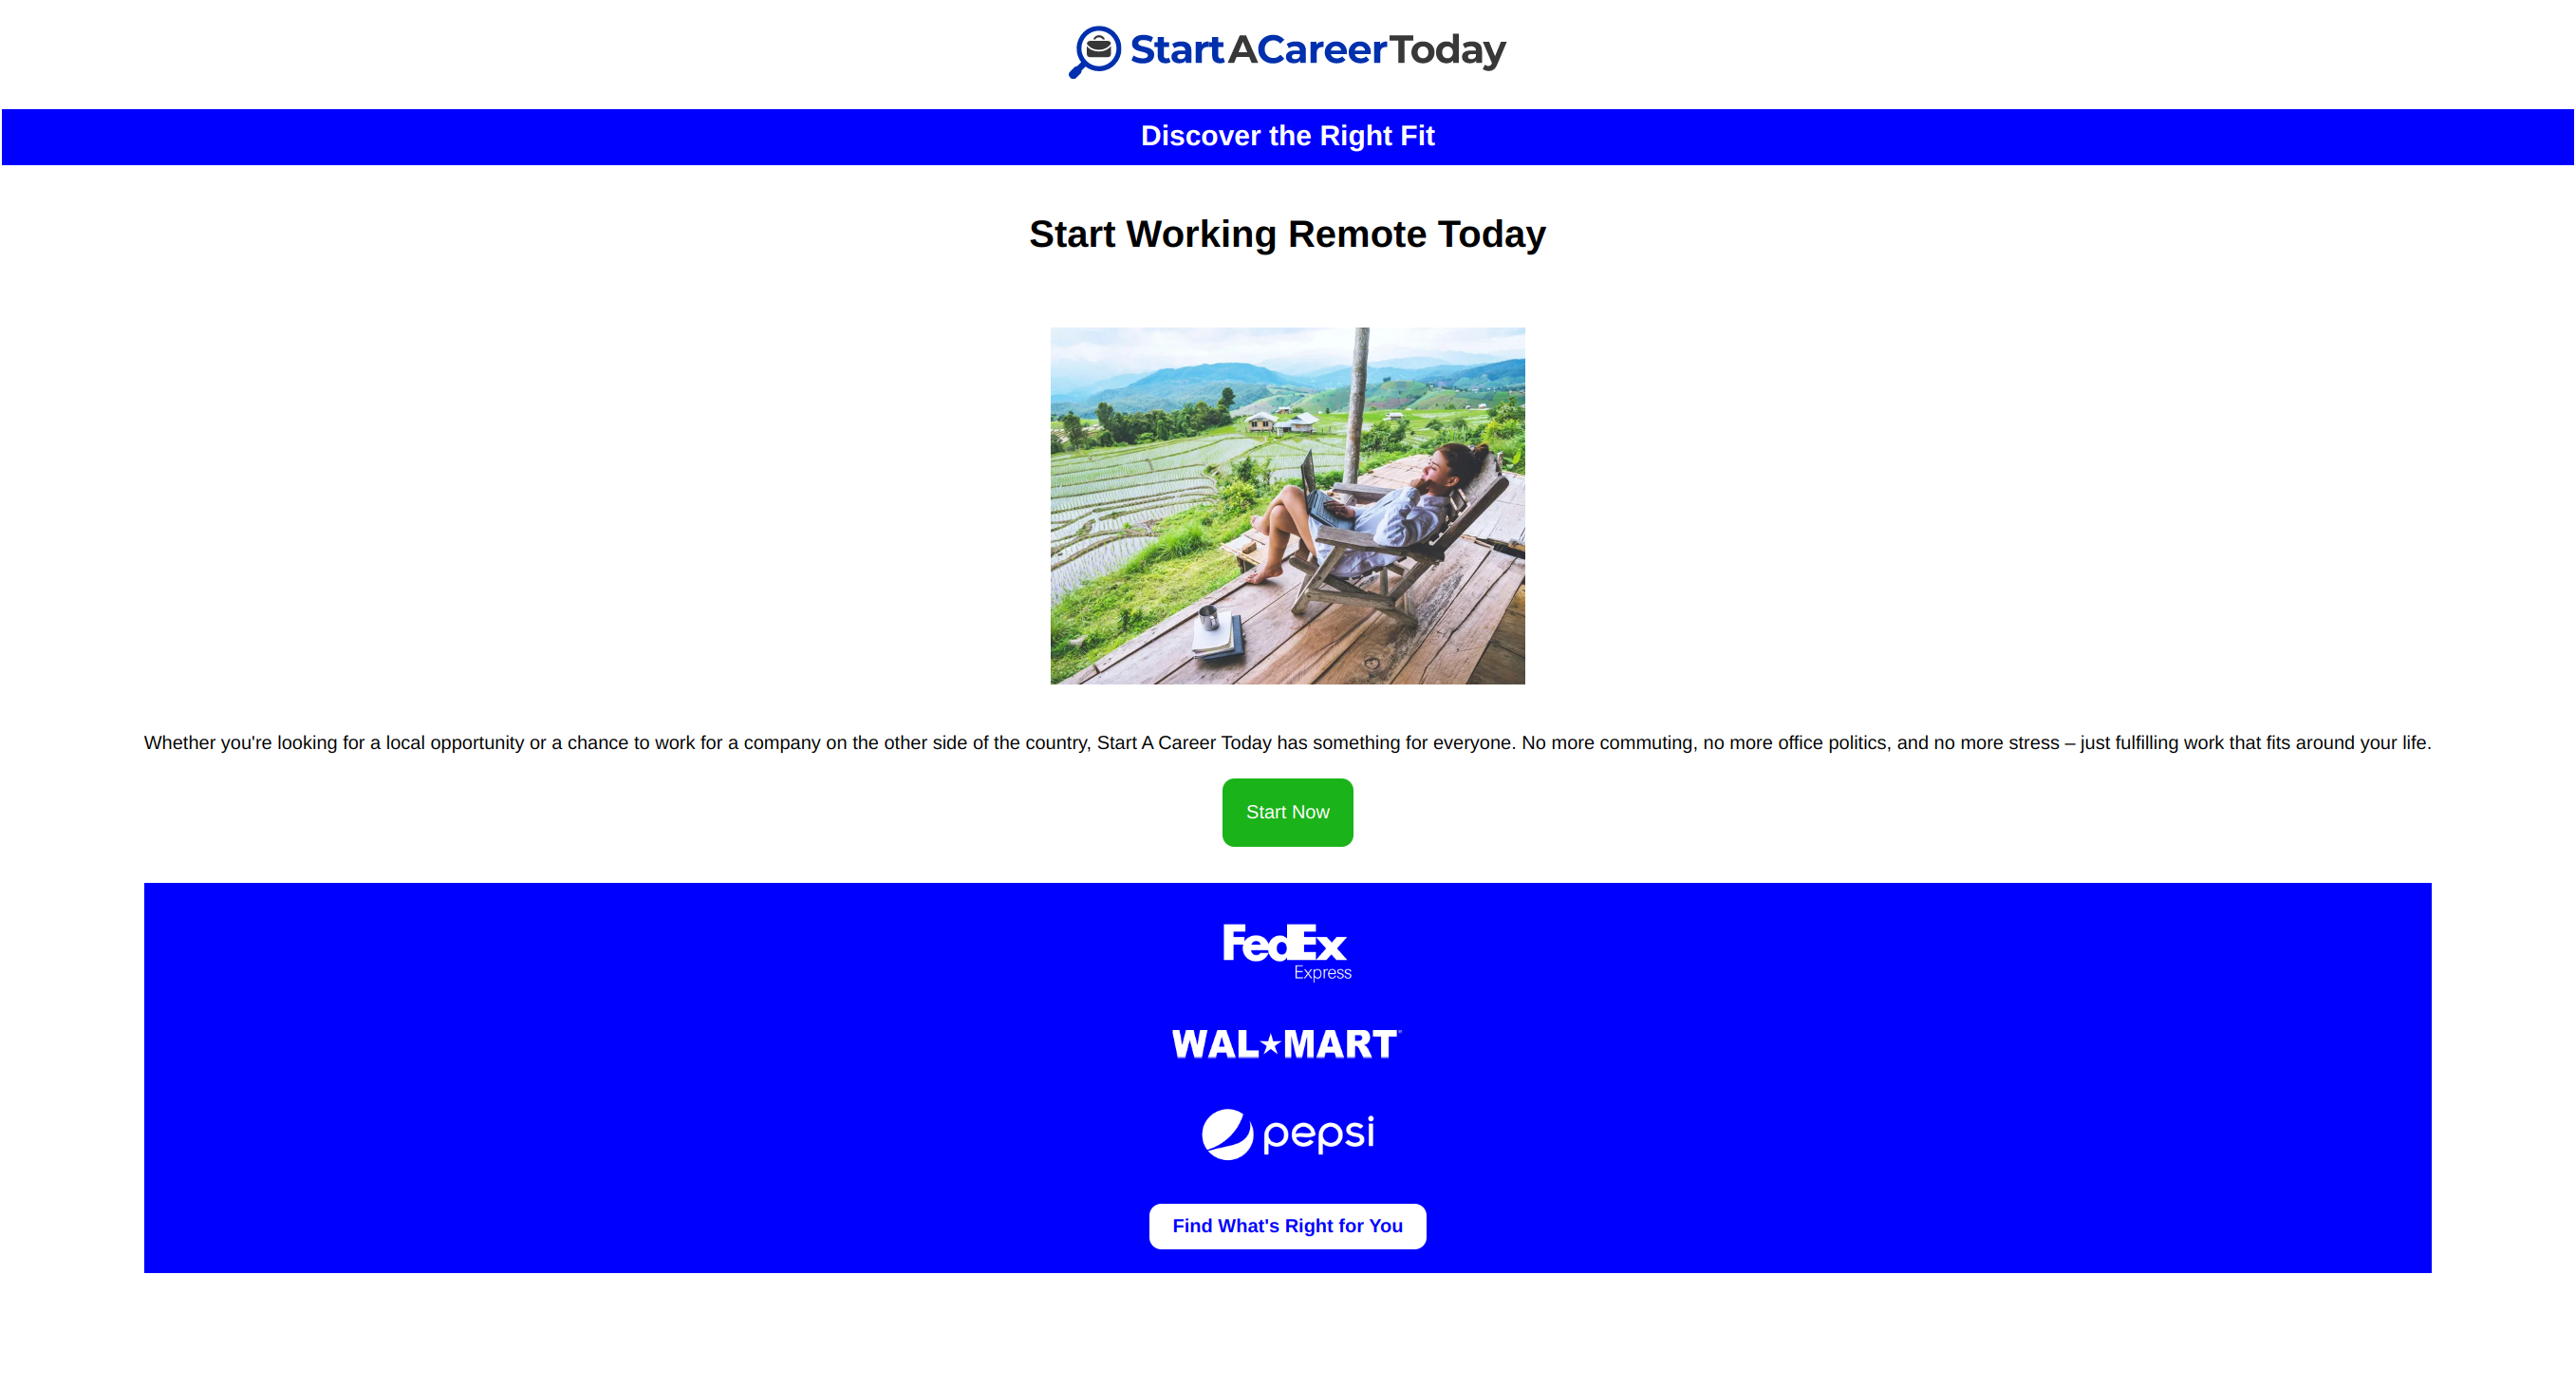 StartACareerToday
Discover the Right Fit
Start Working Remote Today
Whether you're looking for a local opportunity or a chance to work for a company on the other side of the country, Start A Career Today has something for everyone. No more commuting, no more office politics, and no more stress – just fulfilling work that fits around your life.
Start Now
FedEx
Express
WAL★MART
pepsi
Find What's Right for You